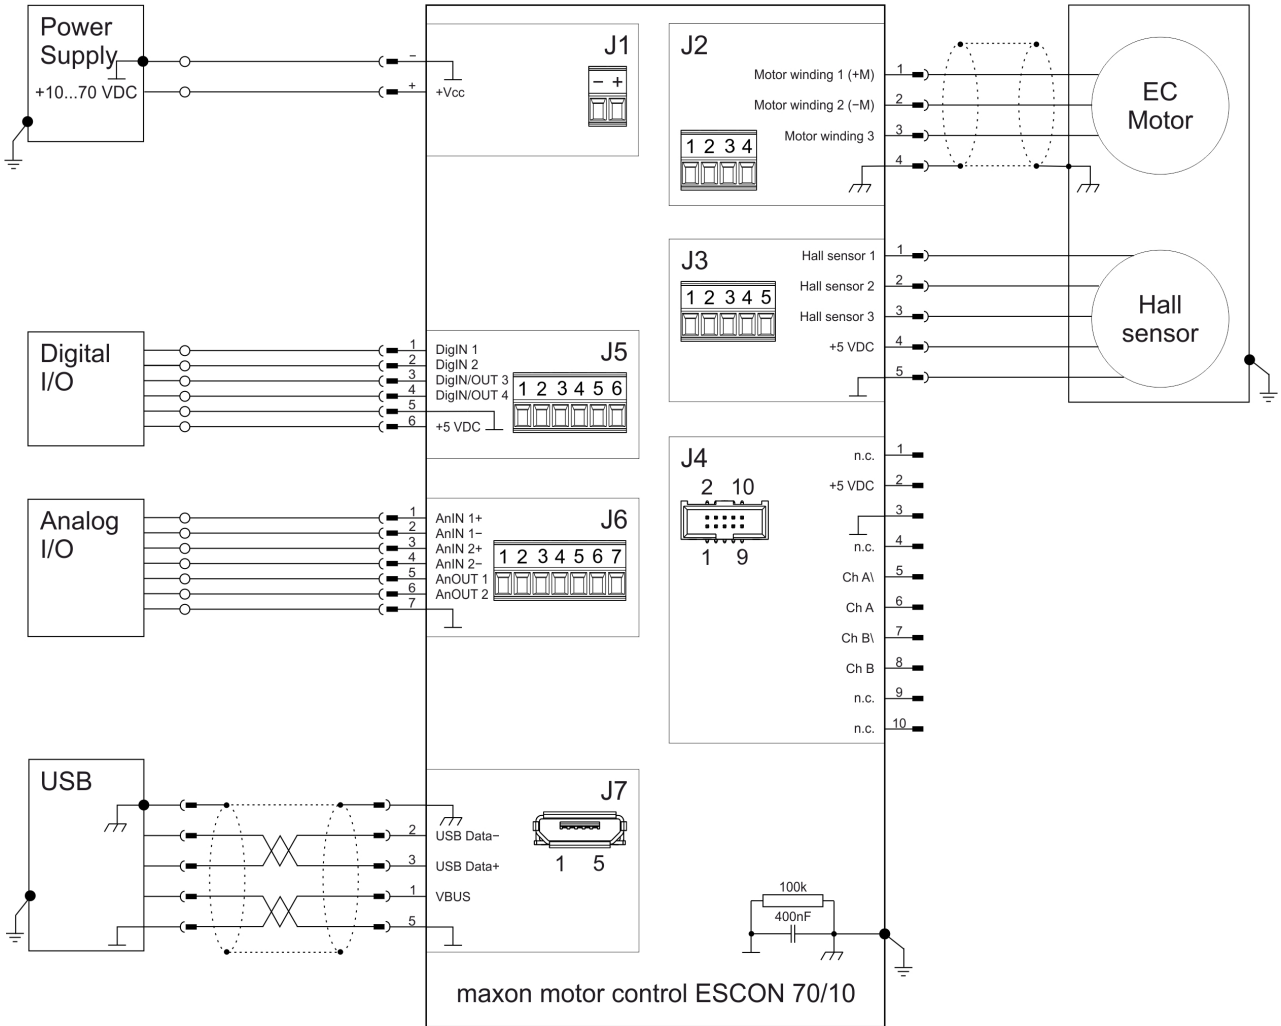 Power
Supply
+10...70 VDC
−
+
+Vcc
J1
− +
J2
1 2 3 4
Motor winding 1 (+M)
Motor winding 2 (−M)
Motor winding 3
1
2
3
4
EC
Motor
J3
1 2 3 4 5
Hall sensor 1
Hall sensor 2
Hall sensor 3
+5 VDC
1
2
3
4
5
Hall
sensor
Digital
I/O
1
2
3
4
5
6
DigIN 1
DigIN 2
DigIN/OUT 3
DigIN/OUT 4
+5 VDC
J5
1 2 3 4 5 6
J4
2 10
1 9
n.c.
+5 VDC
n.c.
Ch A\
Ch A
Ch B\
Ch B
n.c.
n.c.
1
2
3
4
5
6
7
8
9
10
Analog
I/O
1
2
3
4
5
6
7
AnIN 1+
AnIN 1−
AnIN 2+
AnIN 2−
AnOUT 1
AnOUT 2
J6
1 2 3 4 5 6 7
USB
2
3
1
5
USB Data−
USB Data+
VBUS
J7
1 5
100k
400nF
maxon motor control ESCON 70/10